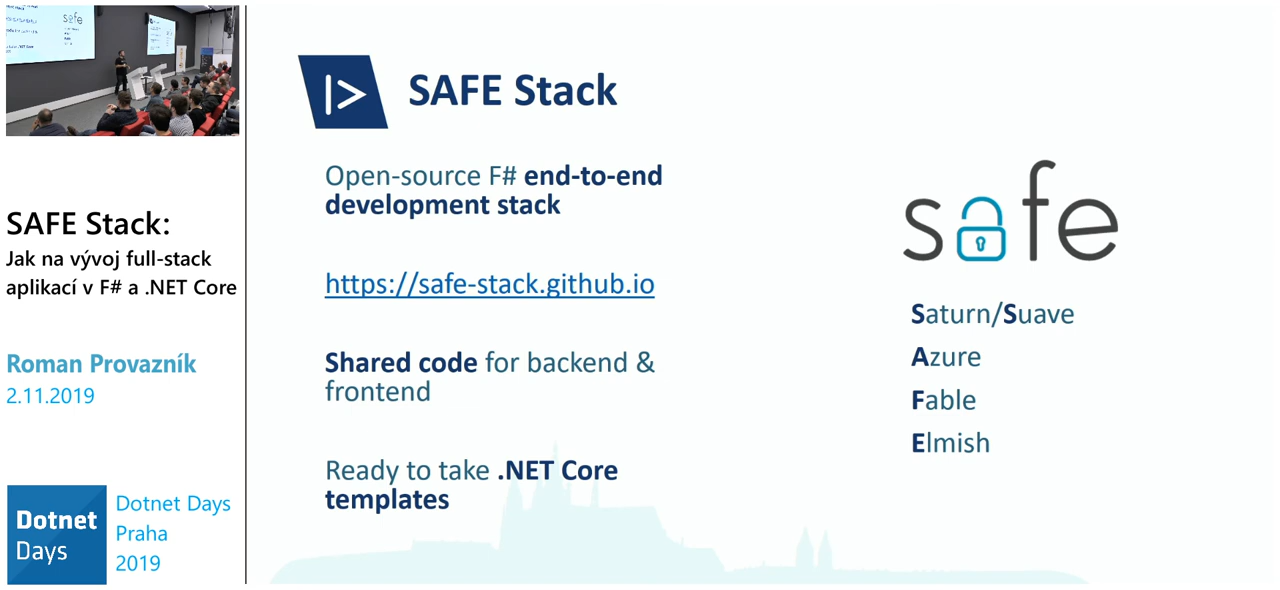 safe
SAFE Stack:
Jak na vývoj full-stack
aplikací v F# a .NET Core
Roman Provazník
2.11.2019
Dotnet
Days
Dotnet Days
Praha
2019
SAFE Stack
Open-source F# end-to-end
development stack
https://safe-stack.github.io
Shared code for backend &
frontend
Ready to take .NET Core
templates
safe
Saturn/Suave
Azure
Fable
Elmish